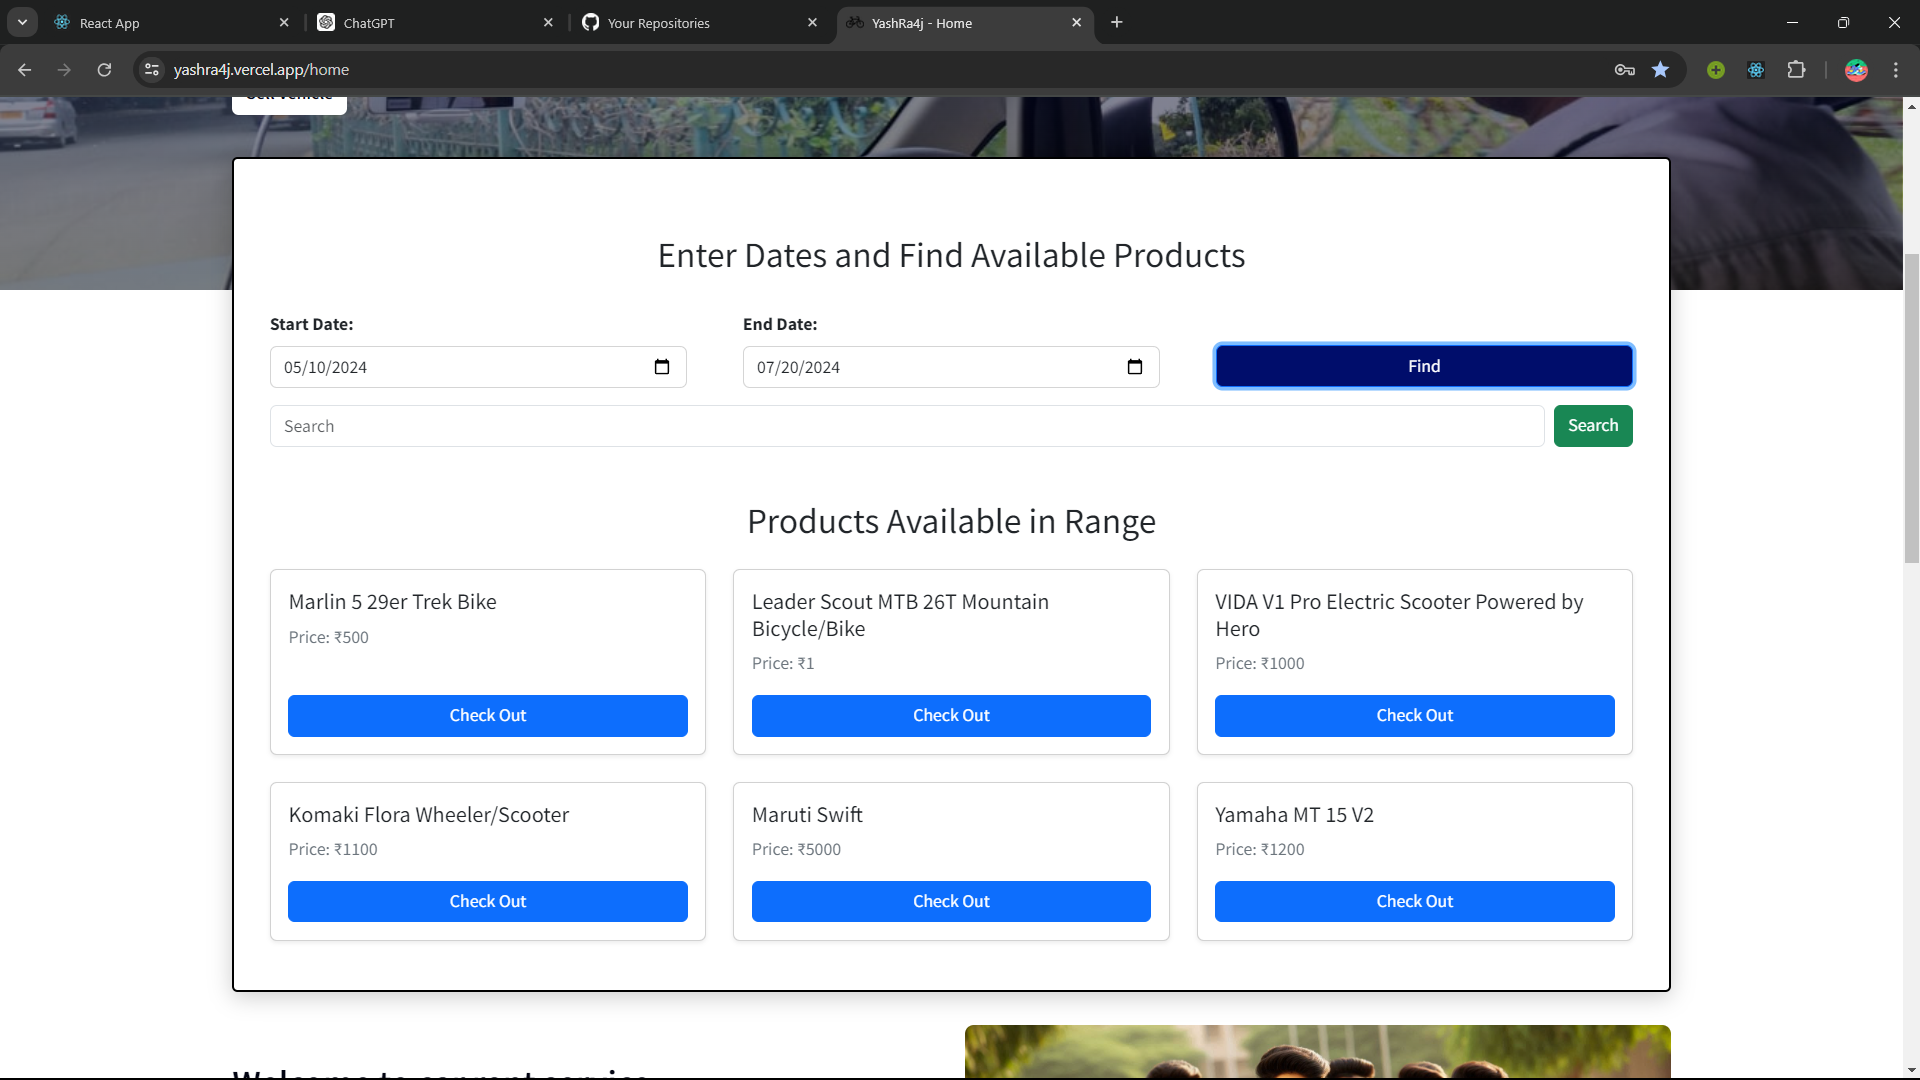 React App
ChatGPT
Your Repositories
YashRa4j - Home
yashra4j.vercel.app/home
Sell Vehicle
Enter Dates and Find Available Products
Start Date:
End Date:
05/10/2024
07/20/2024
Find
Search
Search
Products Available in Range
Marlin 5 29er Trek Bike
Price: ₹500
Check Out
Leader Scout MTB 26T Mountain
Bicycle/Bike
Price: ₹1
Check Out
VIDA V1 Pro Electric Scooter Powered by
Hero
Price: ₹1000
Check Out
Komaki Flora Wheeler/Scooter
Price: ₹1100
Check Out
Maruti Swift
Price: ₹5000
Check Out
Yamaha MT 15 V2
Price: ₹1200
Check Out
Welcome to